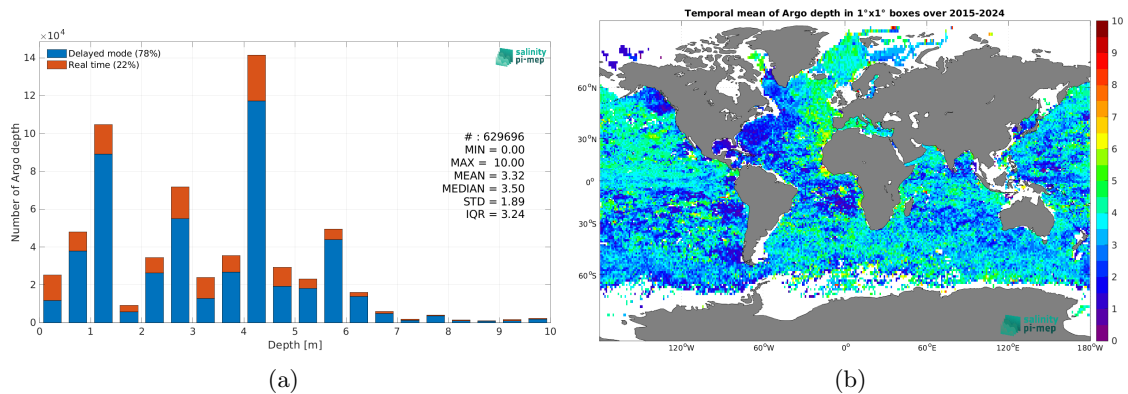 Temporal mean of Argo depth in 1°x1° boxes over 2015-2024
×10⁴
Delayed mode (78%)
Real time (22%)
salinity
pi-mep
# : 629696
MIN = 0.00
MAX = 10.00
MEAN = 3.32
MEDIAN = 3.50
STD = 1.89
IQR = 3.24
Number of Argo depth
14
12
10
8
6
4
2
0
0 1 2 3 4 5 6 7 8 9 10
Depth [m]
(a)
60°N
30°N
0°
30°S
60°S
120°W 60°W 0° 60°E 120°E 180°W
salinity
pi-mep
10
9
8
7
6
5
4
3
2
1
0
(b)